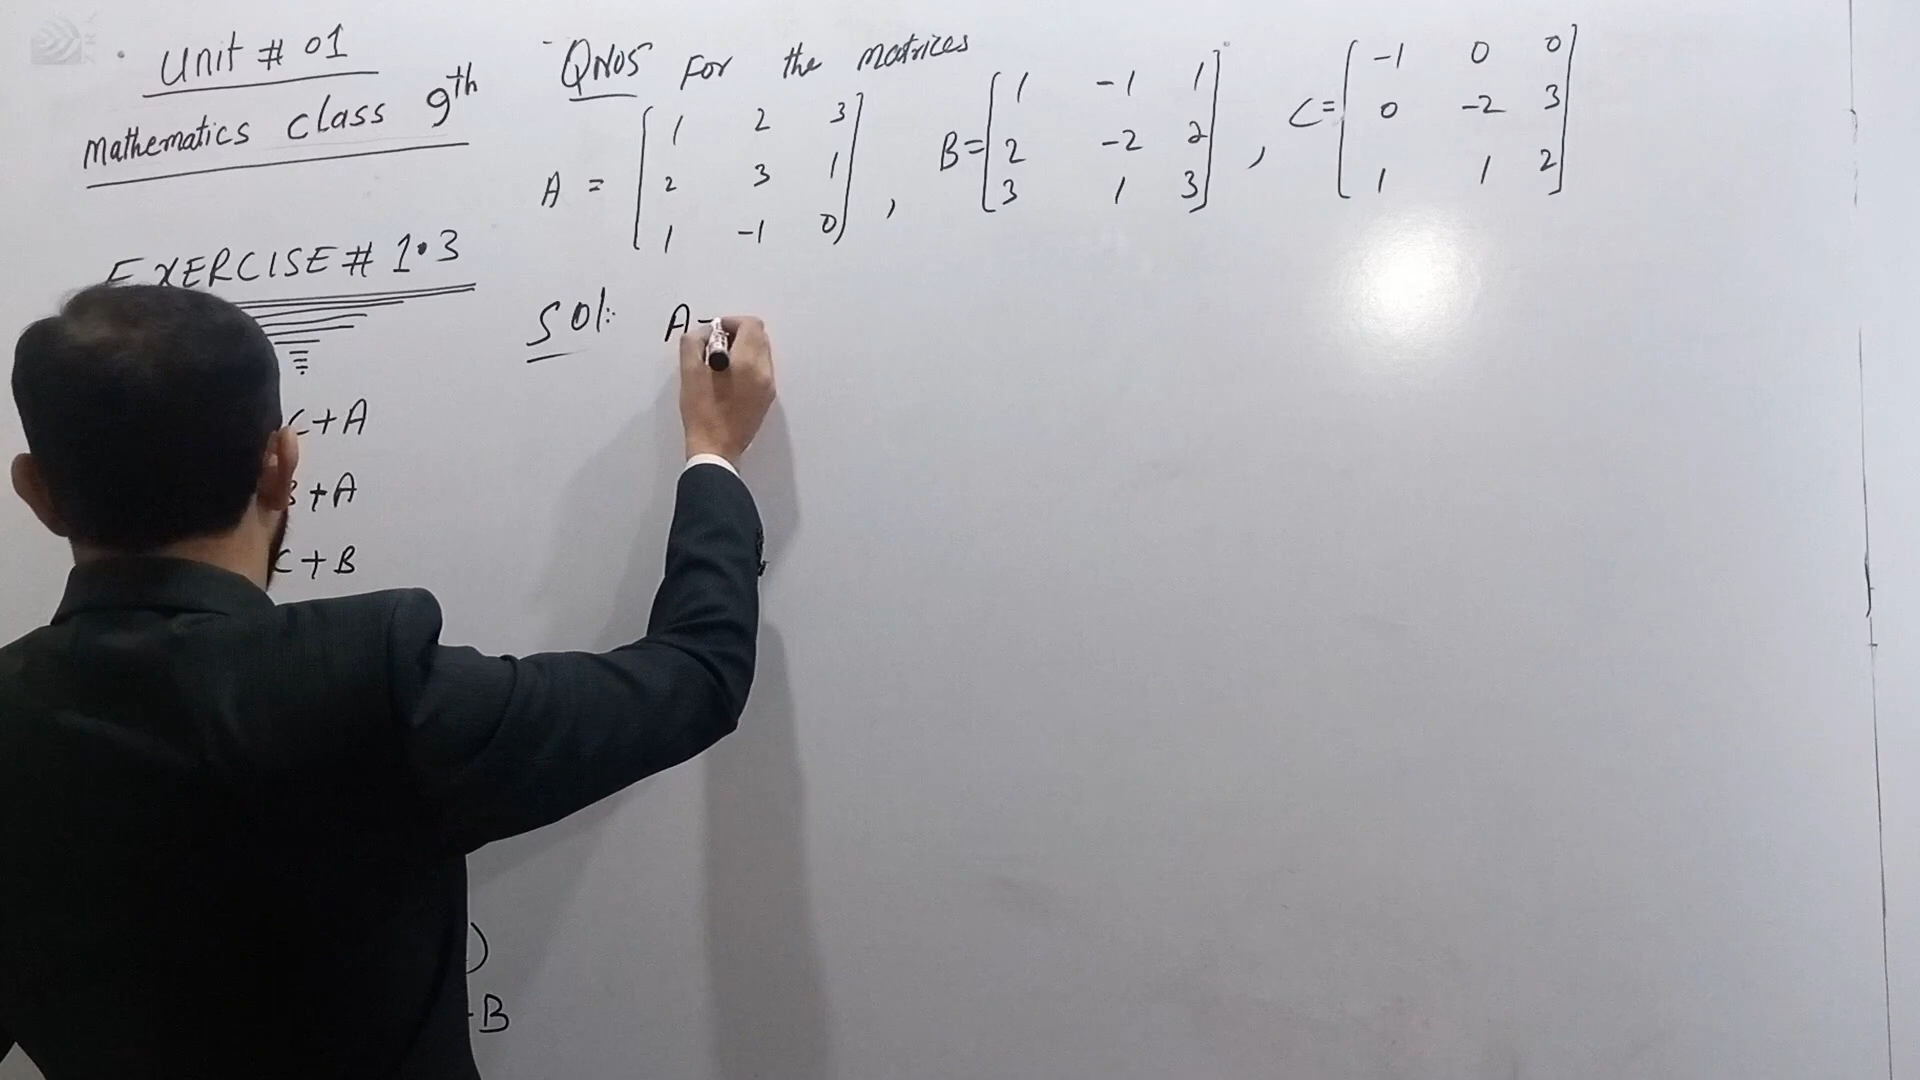 Unit # 01
Mathematics class 9th
EXERCISE # 1.3
C+A
B+A
C+B
)
-B
QNo5 For the matrices
A = [ 1 2 3
2 3 1
1 -1 0 ] ,
B = [ 1 -1 1
2 -2 2
3 1 3 ] ,
C = [ -1 0 0
0 -2 3
1 1 2 ]
Sol: A